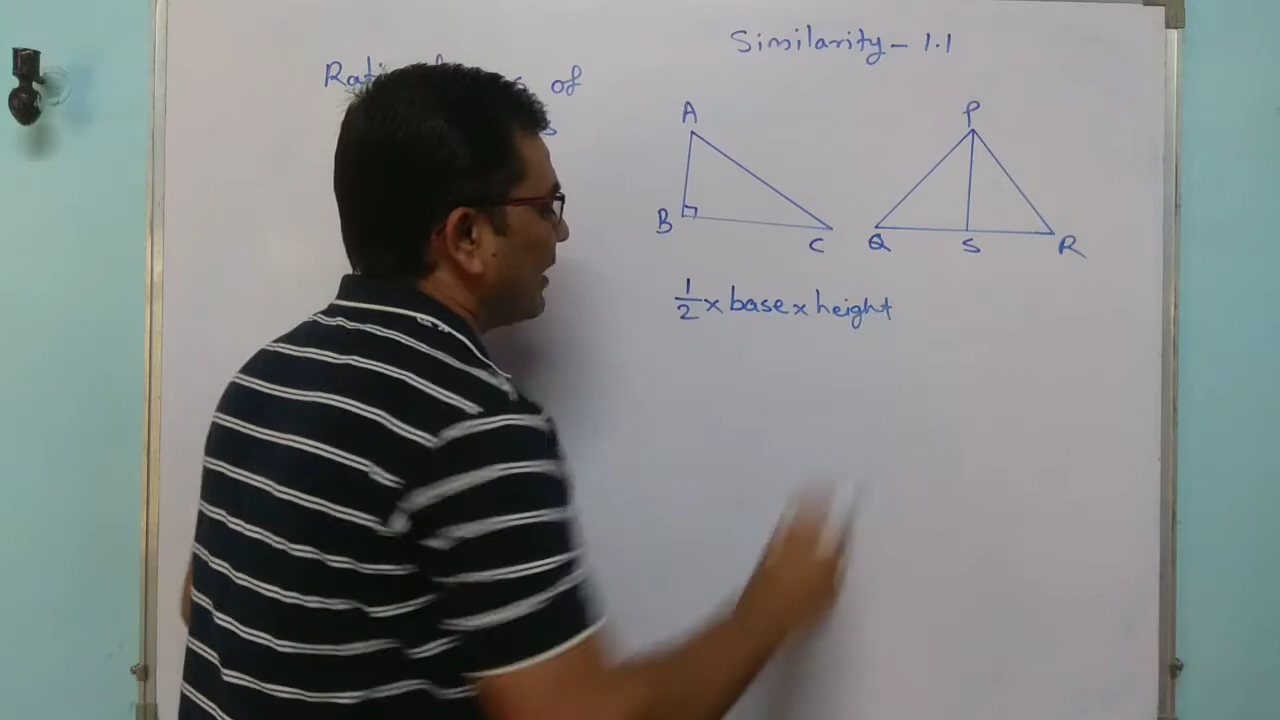 Similarity - 1.1
of
A
P
B
C
Q
S
R
1/2 x base x height